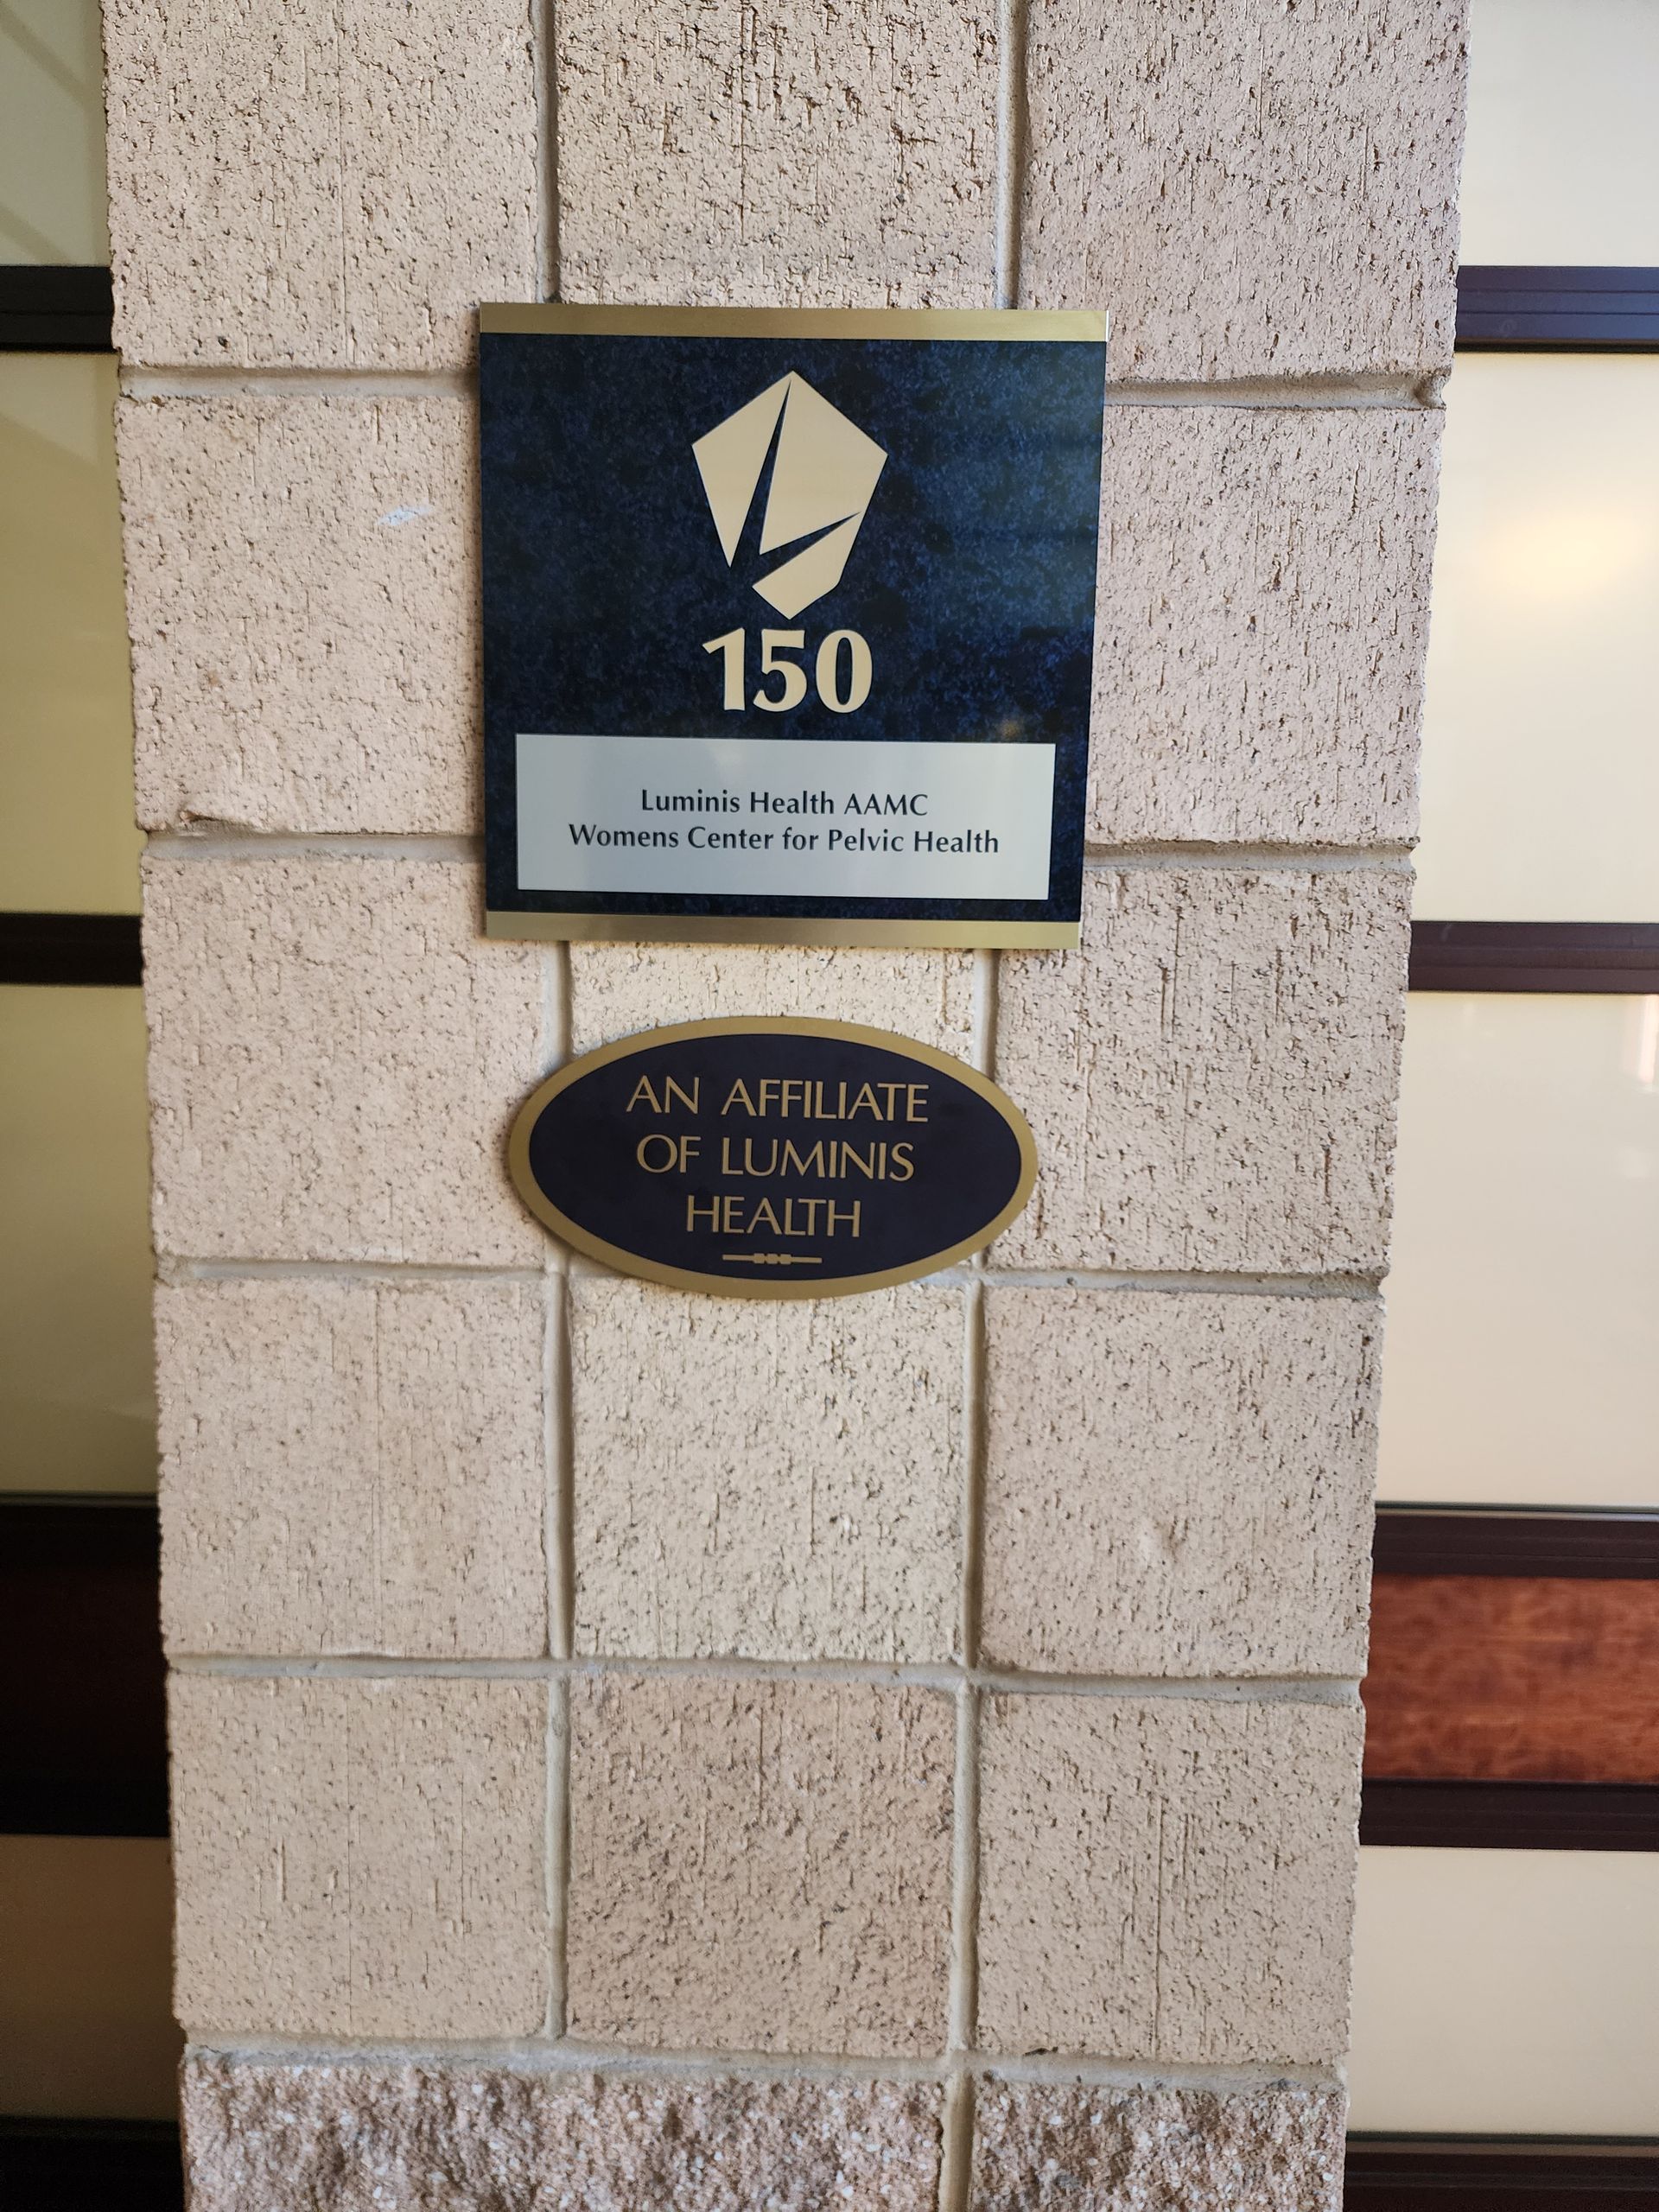 150
Luminis Health AAMC
Womens Center for Pelvic Health
AN AFFILIATE
OF LUMINIS
HEALTH